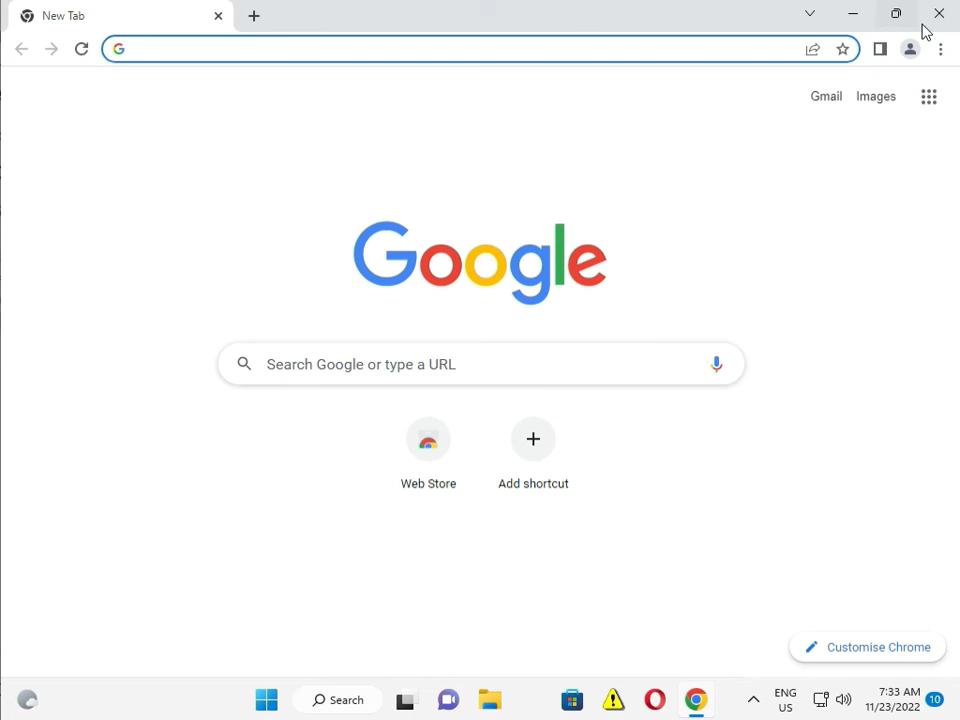 New Tab
Gmail Images
Google
Search Google or type a URL
Web Store Add shortcut
Customise Chrome
Search
ENG
US
7:33 AM
11/23/2022
10